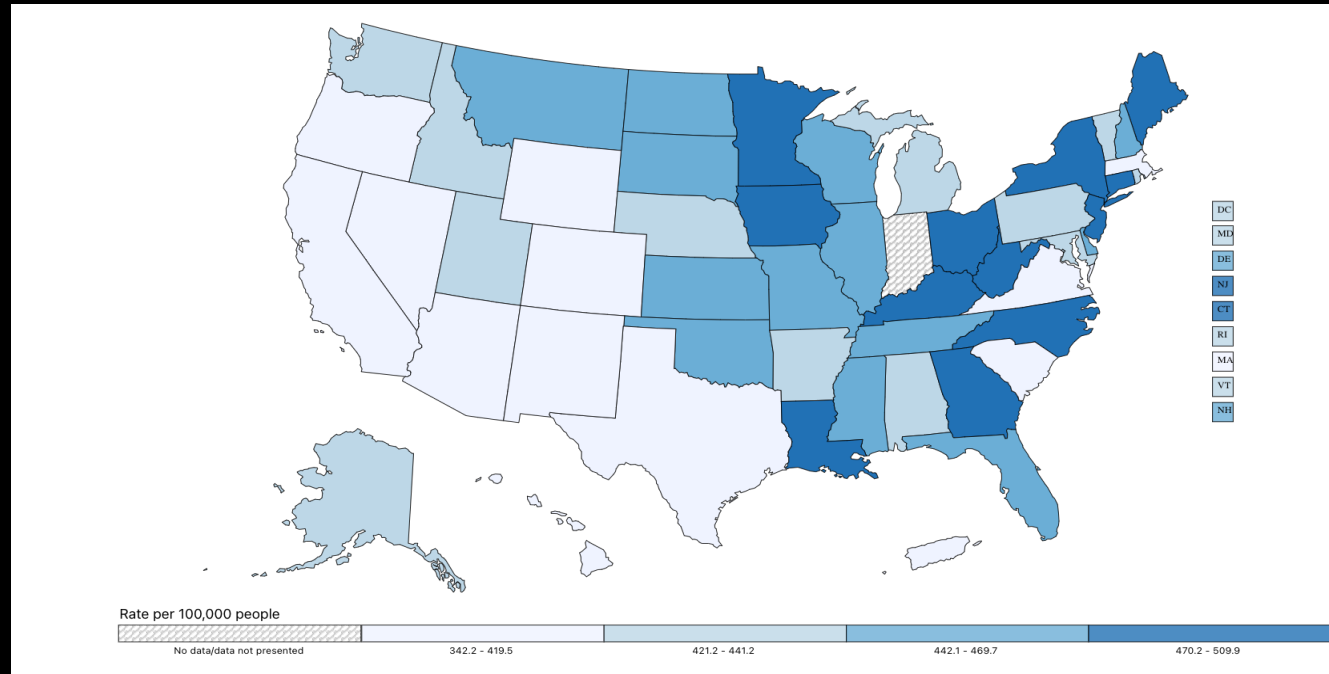 DC
MD
DE
NJ
CT
RI
MA
VT
NH
Rate per 100,000 people
No data/data not presented
342.2 - 419.5
421.2 - 441.2
442.1 - 469.7
470.2 - 509.9